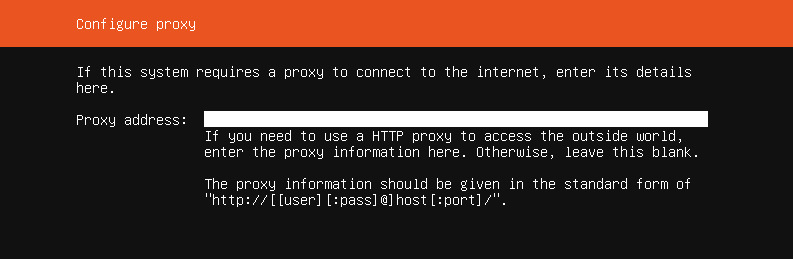 Configure proxy
If this system requires a proxy to connect to the internet, enter its details
here.
Proxy address:
If you need to use a HTTP proxy to access the outside world,
enter the proxy information here. Otherwise, leave this blank.
The proxy information should be given in the standard form of
"http://[[user][:pass]@]host[:port]/".